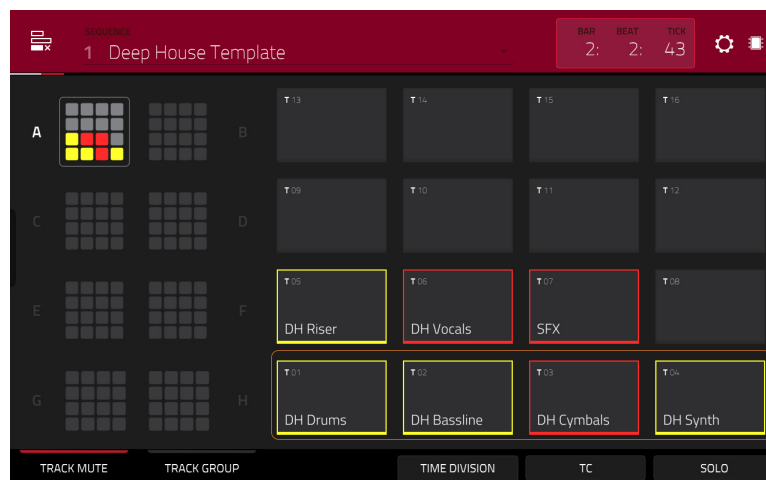 SEQUENCE
1 Deep House Template
BAR BEAT TICK
2: 2: 43
A B
T 13 T 14 T 15 T 16
C D
T 09 T 10 T 11 T 12
E F
T 05 T 06 T 07 T 08
DH Riser DH Vocals SFX
G H
T 01 T 02 T 03 T 04
DH Drums DH Bassline DH Cymbals DH Synth
TRACK MUTE TRACK GROUP TIME DIVISION TC SOLO